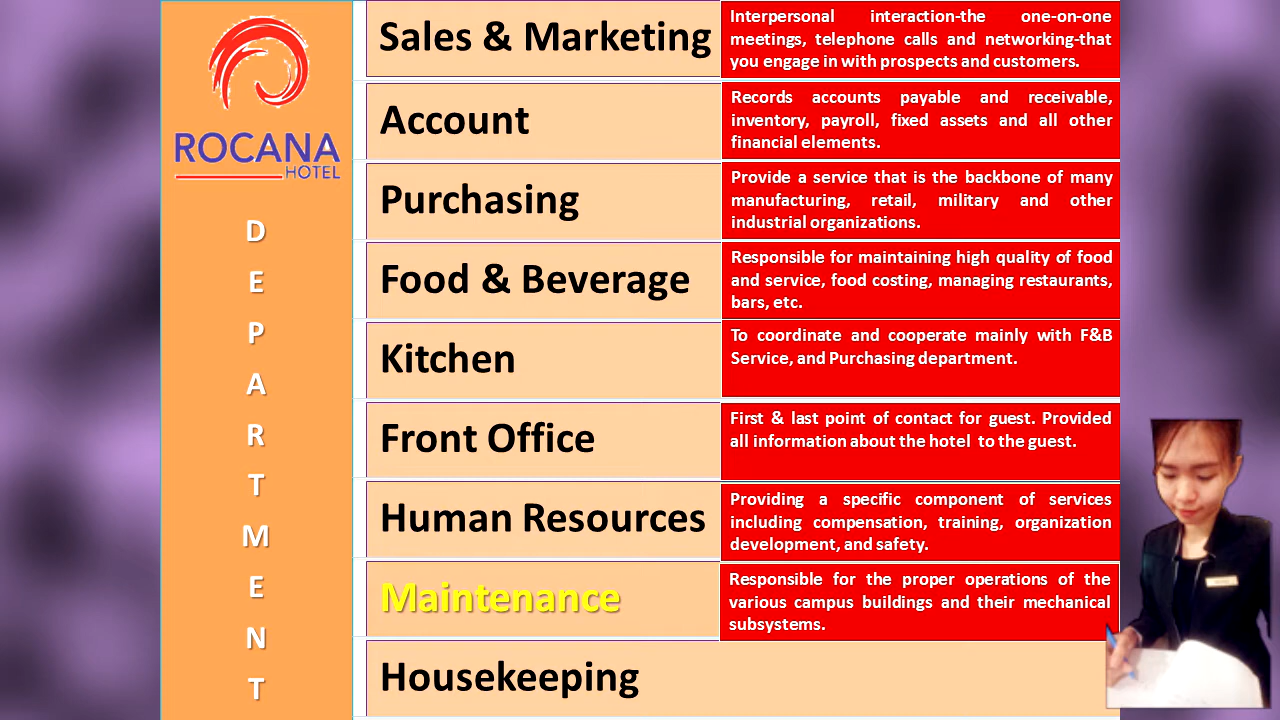 ROCANA
HOTEL
D
E
P
A
R
T
M
E
N
T
Sales & Marketing
Interpersonal interaction-the one-on-one
meetings, telephone calls and networking-that
you engage in with prospects and customers.
Account
Records accounts payable and receivable,
inventory, payroll, fixed assets and all other
financial elements.
Purchasing
Provide a service that is the backbone of many
manufacturing, retail, military and other
industrial organizations.
Food & Beverage
Responsible for maintaining high quality of food
and service, food costing, managing restaurants,
bars, etc.
Kitchen
To coordinate and cooperate mainly with F&B
Service, and Purchasing department.
Front Office
First & last point of contact for guest. Provided
all information about the hotel to the guest.
Human Resources
Providing a specific component of services
including compensation, training, organization
development, and safety.
Maintenance
Responsible for the proper operations of the
various campus buildings and their mechanical
subsystems.
Housekeeping